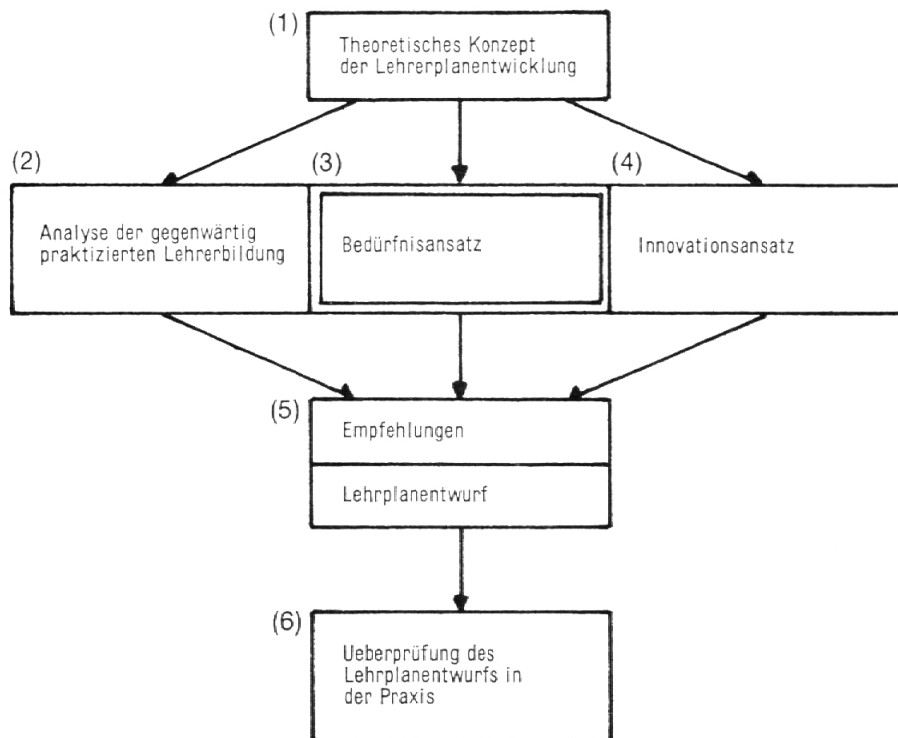 (1)
Theoretisches Konzept
der Lehrerplanentwicklung
(2)
(3)
(4)
Analyse der gegenwärtig
praktizierten Lehrerbildung
Bedürfnisansatz
Innovationsansatz
(5)
Empfehlungen
Lehrplanentwurf
(6)
Ueberprüfung des
Lehrplanentwurfs in
der Praxis